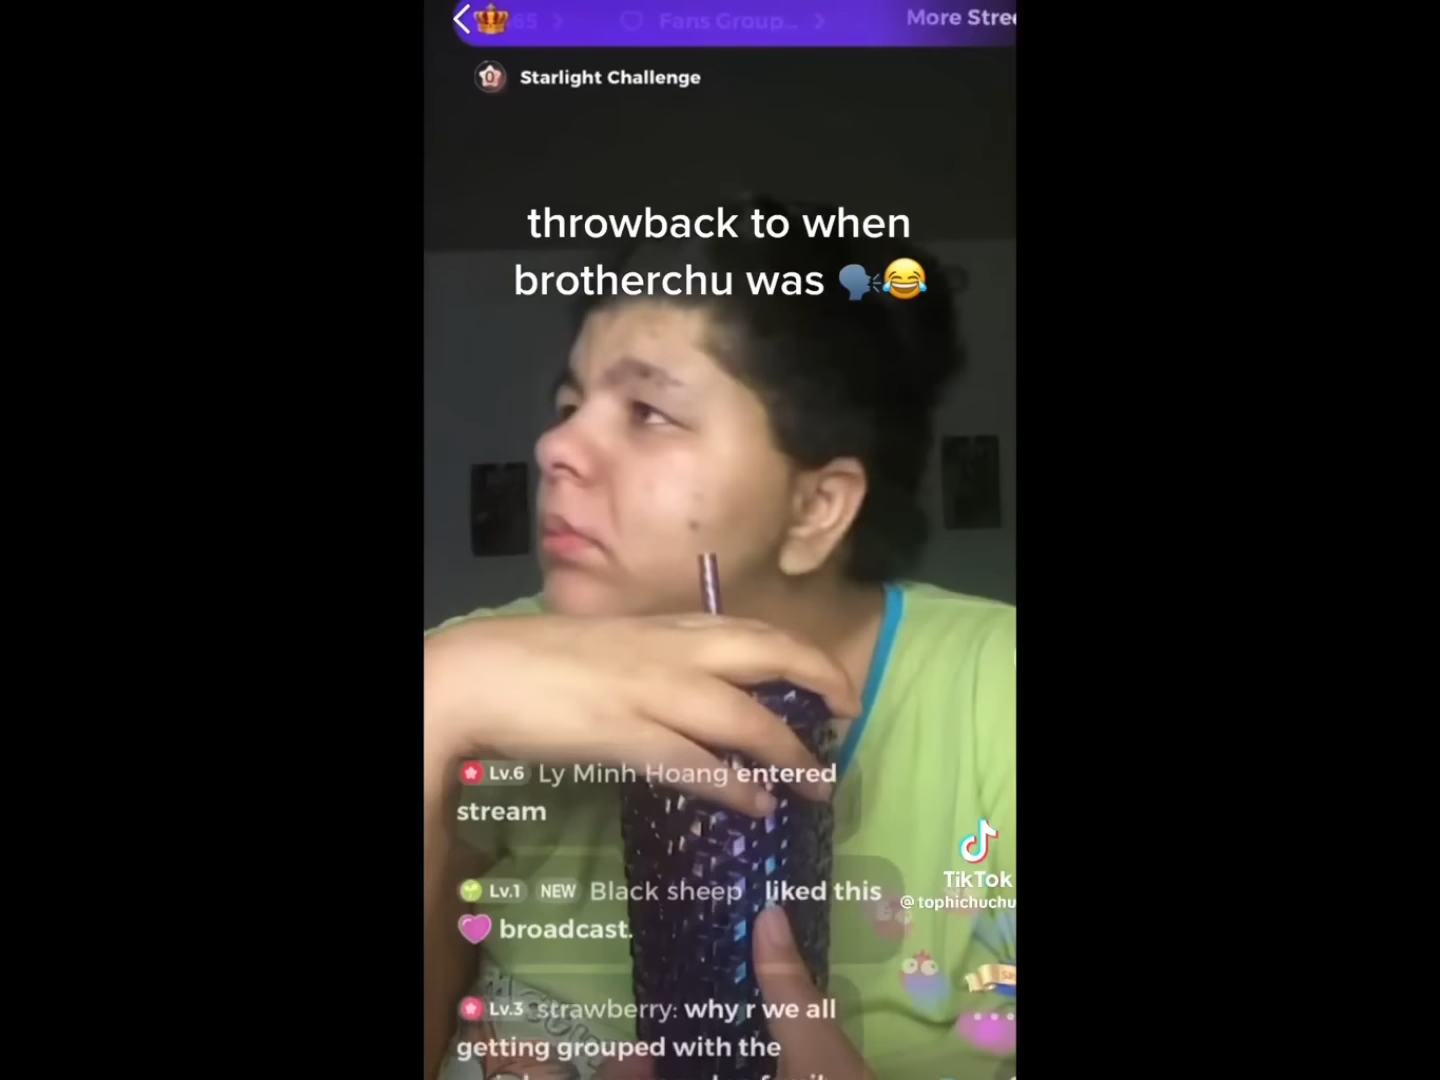 65
Fans Group...
More Stre
Starlight Challenge
throwback to when
brotherchu was 🗣️😂
Lv.6 Ly Minh Hoang entered
stream
Lv.1 NEW Black sheep liked this
💗 broadcast.
TikTok
@tophichuchu
Lv.3 strawberry: why r we all
getting grouped with the